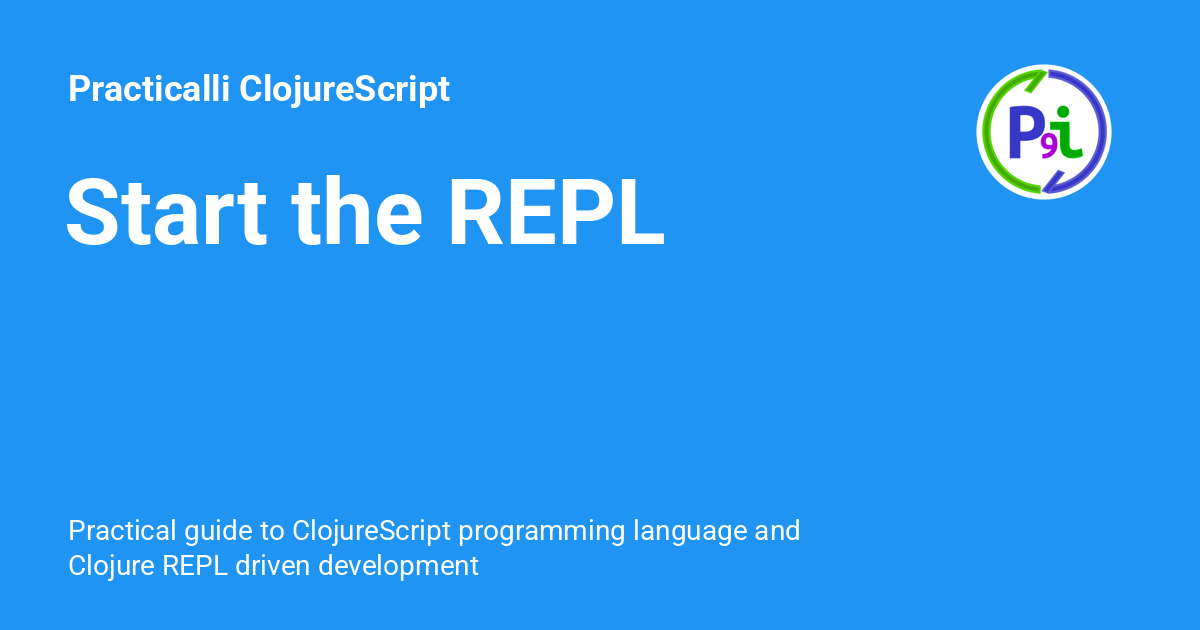 Practicalli ClojureScript
P9i
Start the REPL
Practical guide to ClojureScript programming language and
Clojure REPL driven development